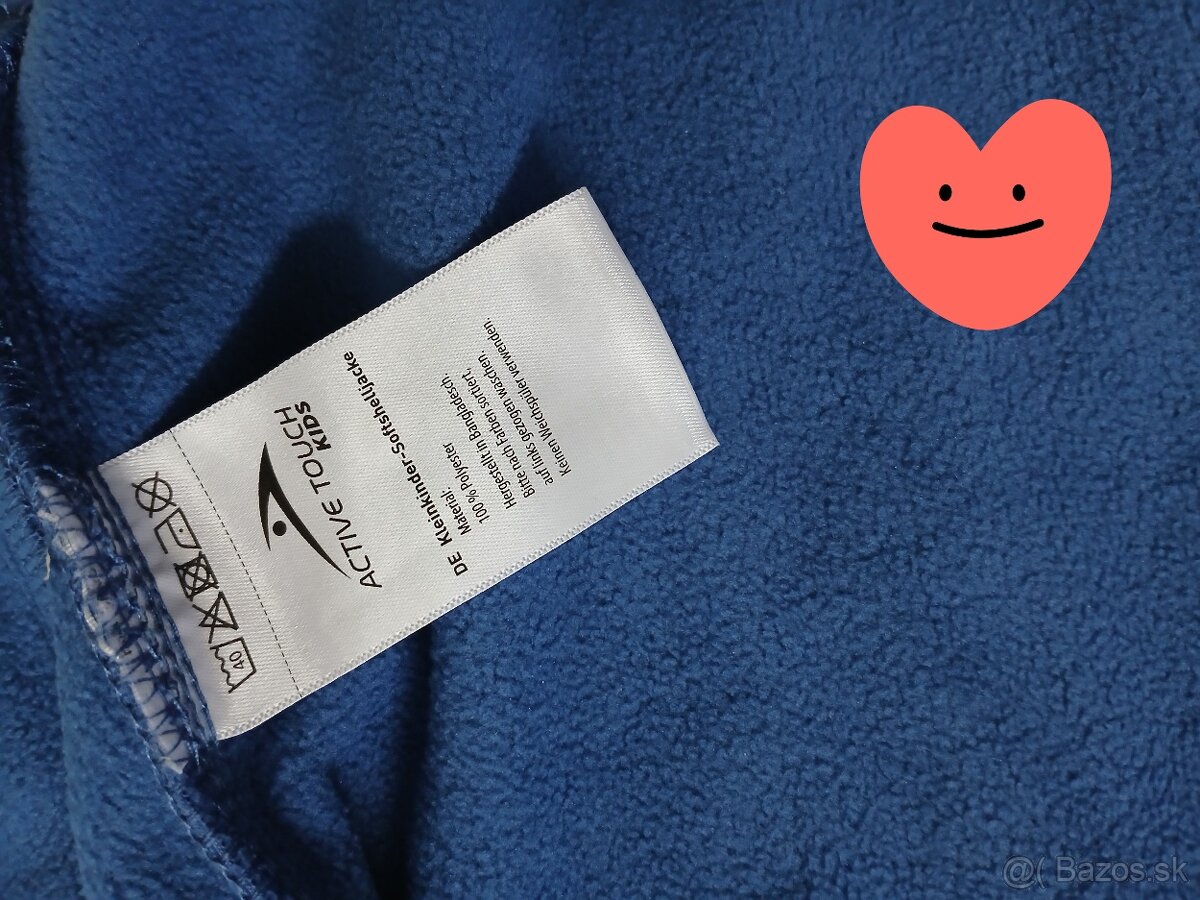 40
ACTIVE TOUCH
KIDS
DE Kleinkinder-Softshelljacke
Material:
100 % Polyester
Hergestellt in Bangladesch.
Bitte nach Farben sortiert,
auf links gezogen waschen.
Keinen Weichspüler verwenden.
@( Bazos.sk